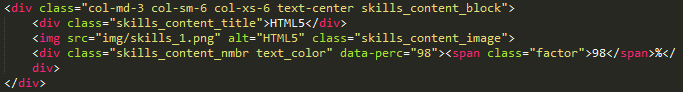 <div class="col-md-3 col-sm-6 col-xs-6 text-center skills_content_block">
<div class="skills_content_title">HTML5</div>
<img src="img/skills_1.png" alt="HTML5" class="skills_content_image">
<div class="skills_content_nmbr text_color" data-perc="98"><span class="factor">98</span>%</
div>
</div>